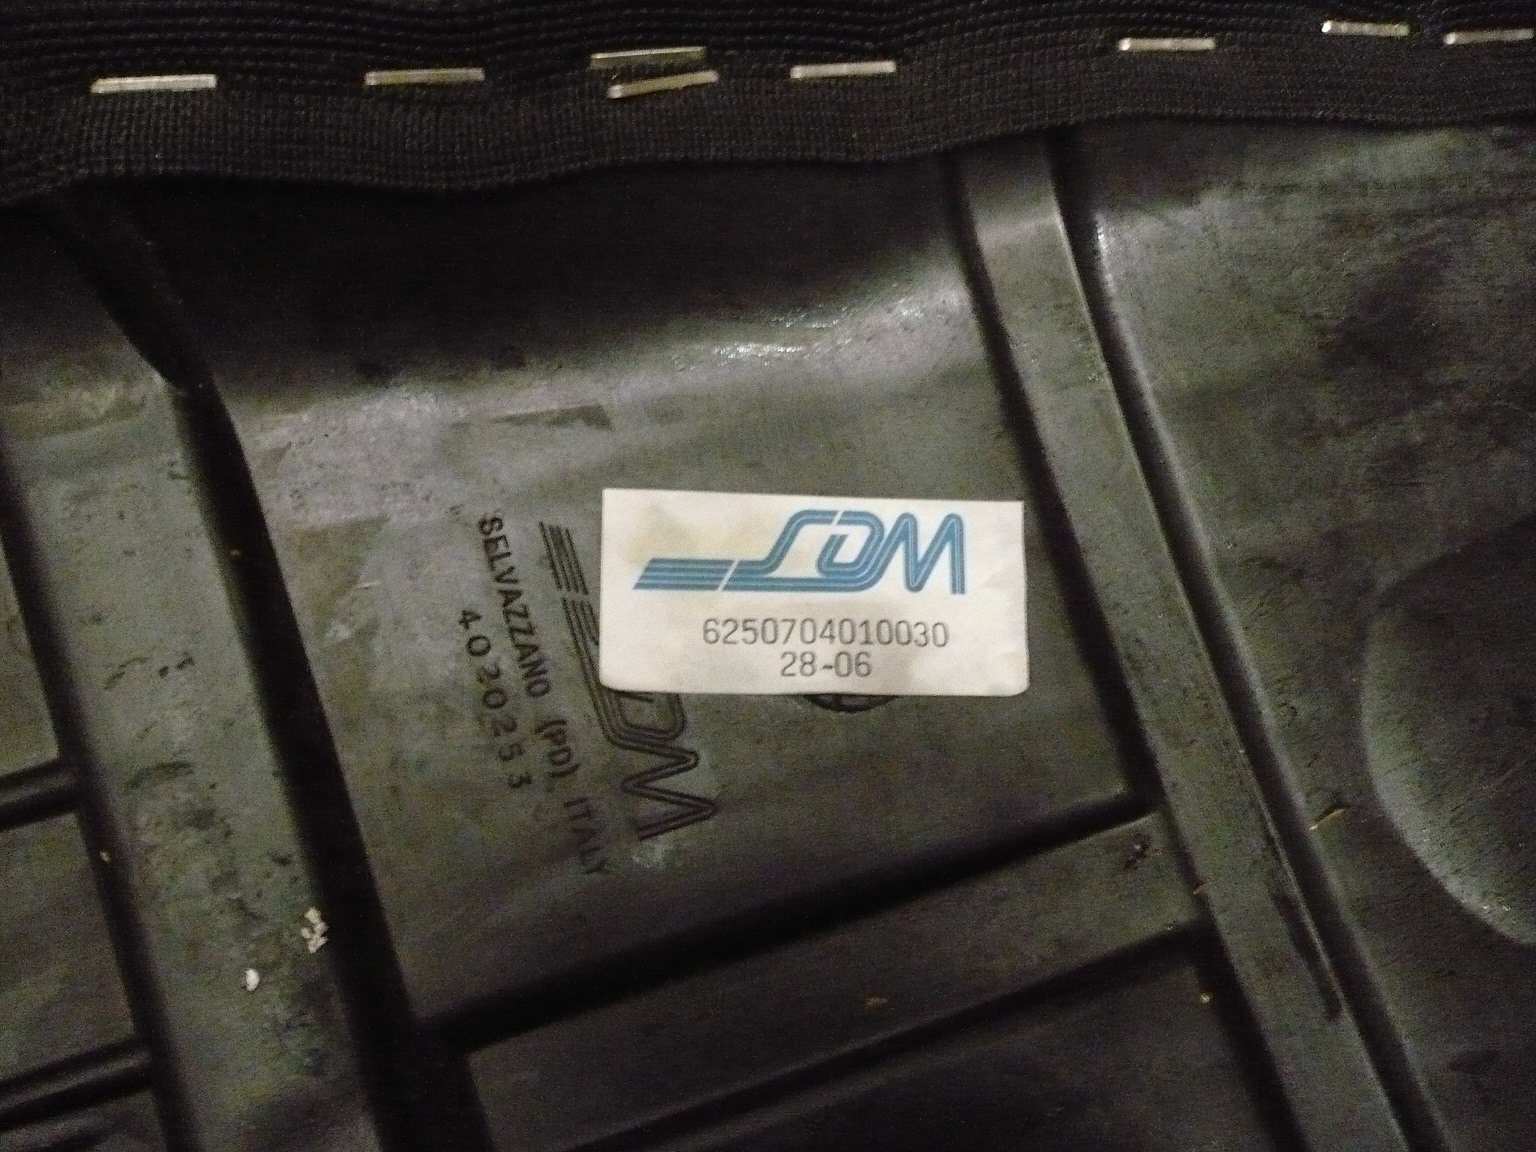 SDM
6250704010030
28-06
SDM
SELVAZZANO (PD) ITALY
4020253